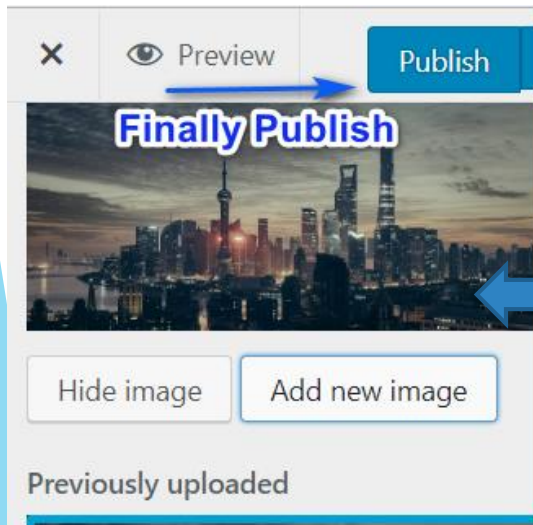 × Preview Publish
Finally Publish
Hide image Add new image
Previously uploaded